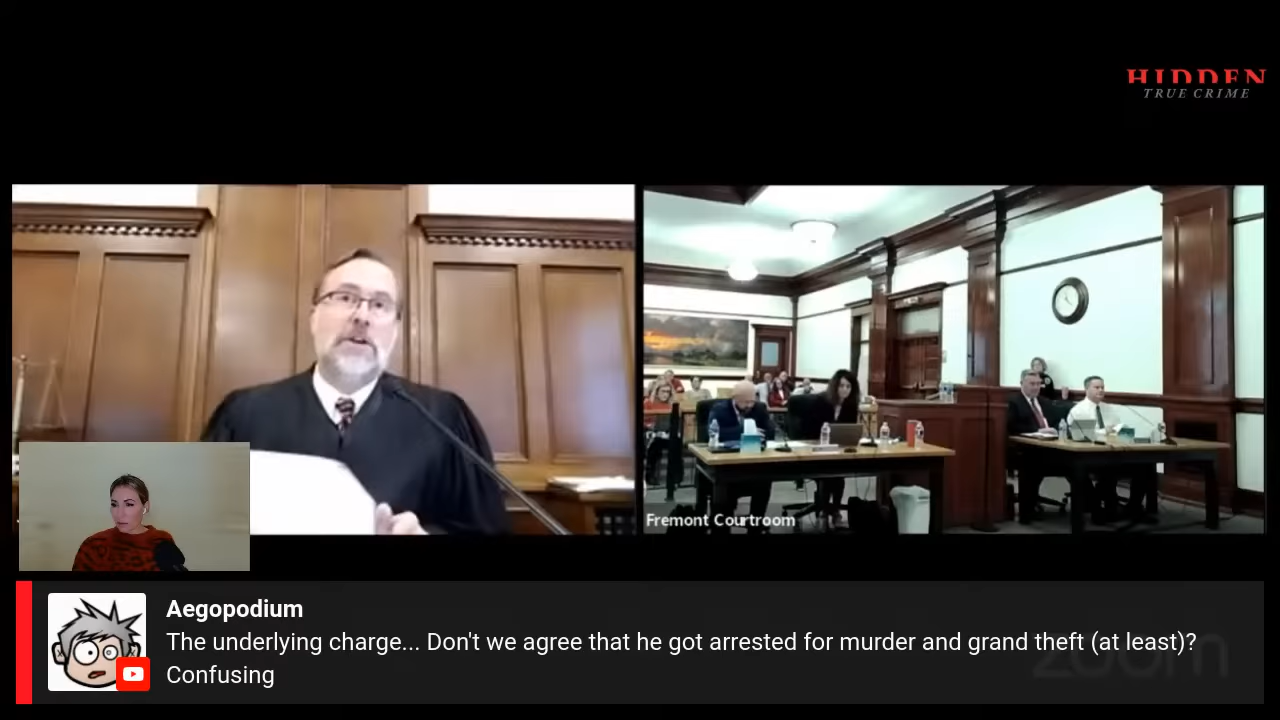 HIDDEN
TRUE CRIME
Fremont Courtroom
Aegopodium
The underlying charge... Don't we agree that he got arrested for murder and grand theft (at least)?
Confusing
zoom